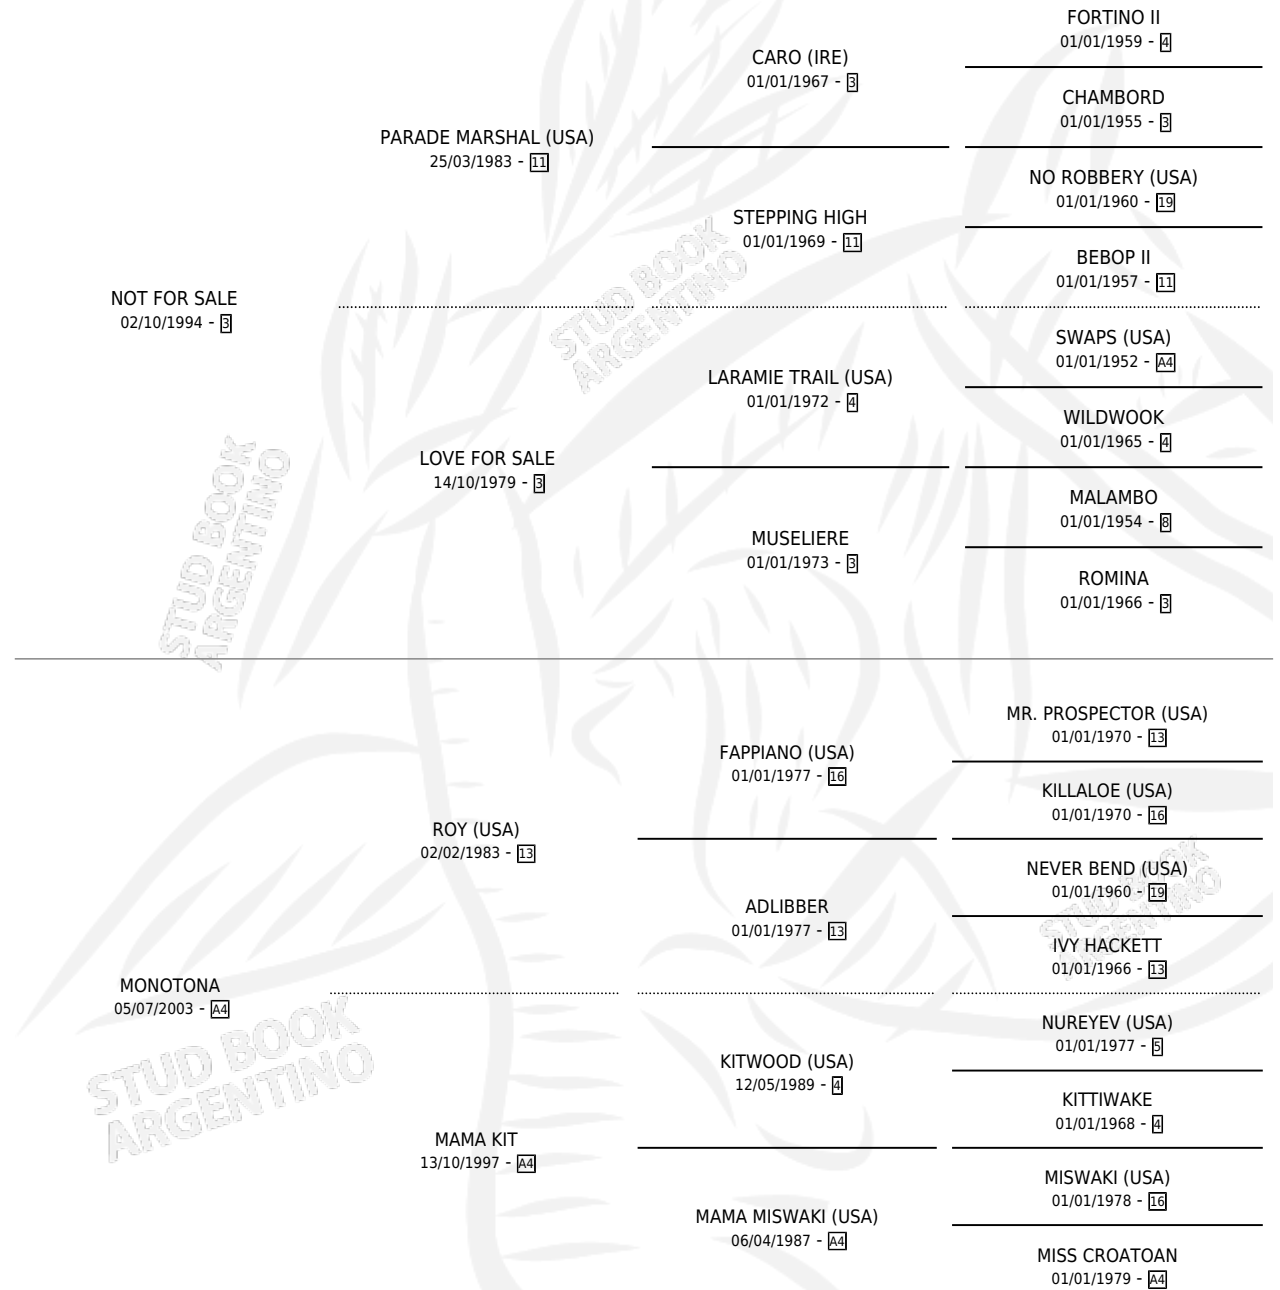 FORTINO II
01/01/1959 - 4
CARO (IRE)
01/01/1967 - 3
CHAMBORD
01/01/1955 - 3
PARADE MARSHAL (USA)
25/03/1983 - 11
NO ROBBERY (USA)
01/01/1960 - 19
STEPPING HIGH
01/01/1969 - 11
BEBOP II
01/01/1957 - 11
NOT FOR SALE
02/10/1994 - 3
STUD BOOK
ARGENTINO
SWAPS (USA)
01/01/1952 - A4
LARAMIE TRAIL (USA)
01/01/1972 - 4
WILDWOOK
01/01/1965 - 4
LOVE FOR SALE
14/10/1979 - 3
MALAMBO
01/01/1954 - 8
MUSELIERE
01/01/1973 - 3
ROMINA
01/01/1966 - 3
STUD BOOK
ARGENTINO
MR. PROSPECTOR (USA)
01/01/1970 - 13
FAPPIANO (USA)
01/01/1977 - 16
KILLALOE (USA)
01/01/1970 - 16
ROY (USA)
02/02/1983 - 13
NEVER BEND (USA)
01/01/1960 - 19
ADLIBBER
01/01/1977 - 13
STUD BOOK
ARGENTINO
IVY HACKETT
01/01/1966 - 13
MONOTONA
05/07/2003 - A4
STUD BOOK
ARGENTINO
NUREYEV (USA)
01/01/1977 - 5
KITWOOD (USA)
12/05/1989 - 4
KITTIWAKE
01/01/1968 - 4
MAMA KIT
13/10/1997 - A4
MISWAKI (USA)
01/01/1978 - 16
MAMA MISWAKI (USA)
06/04/1987 - A4
MISS CROATOAN
01/01/1979 - A4